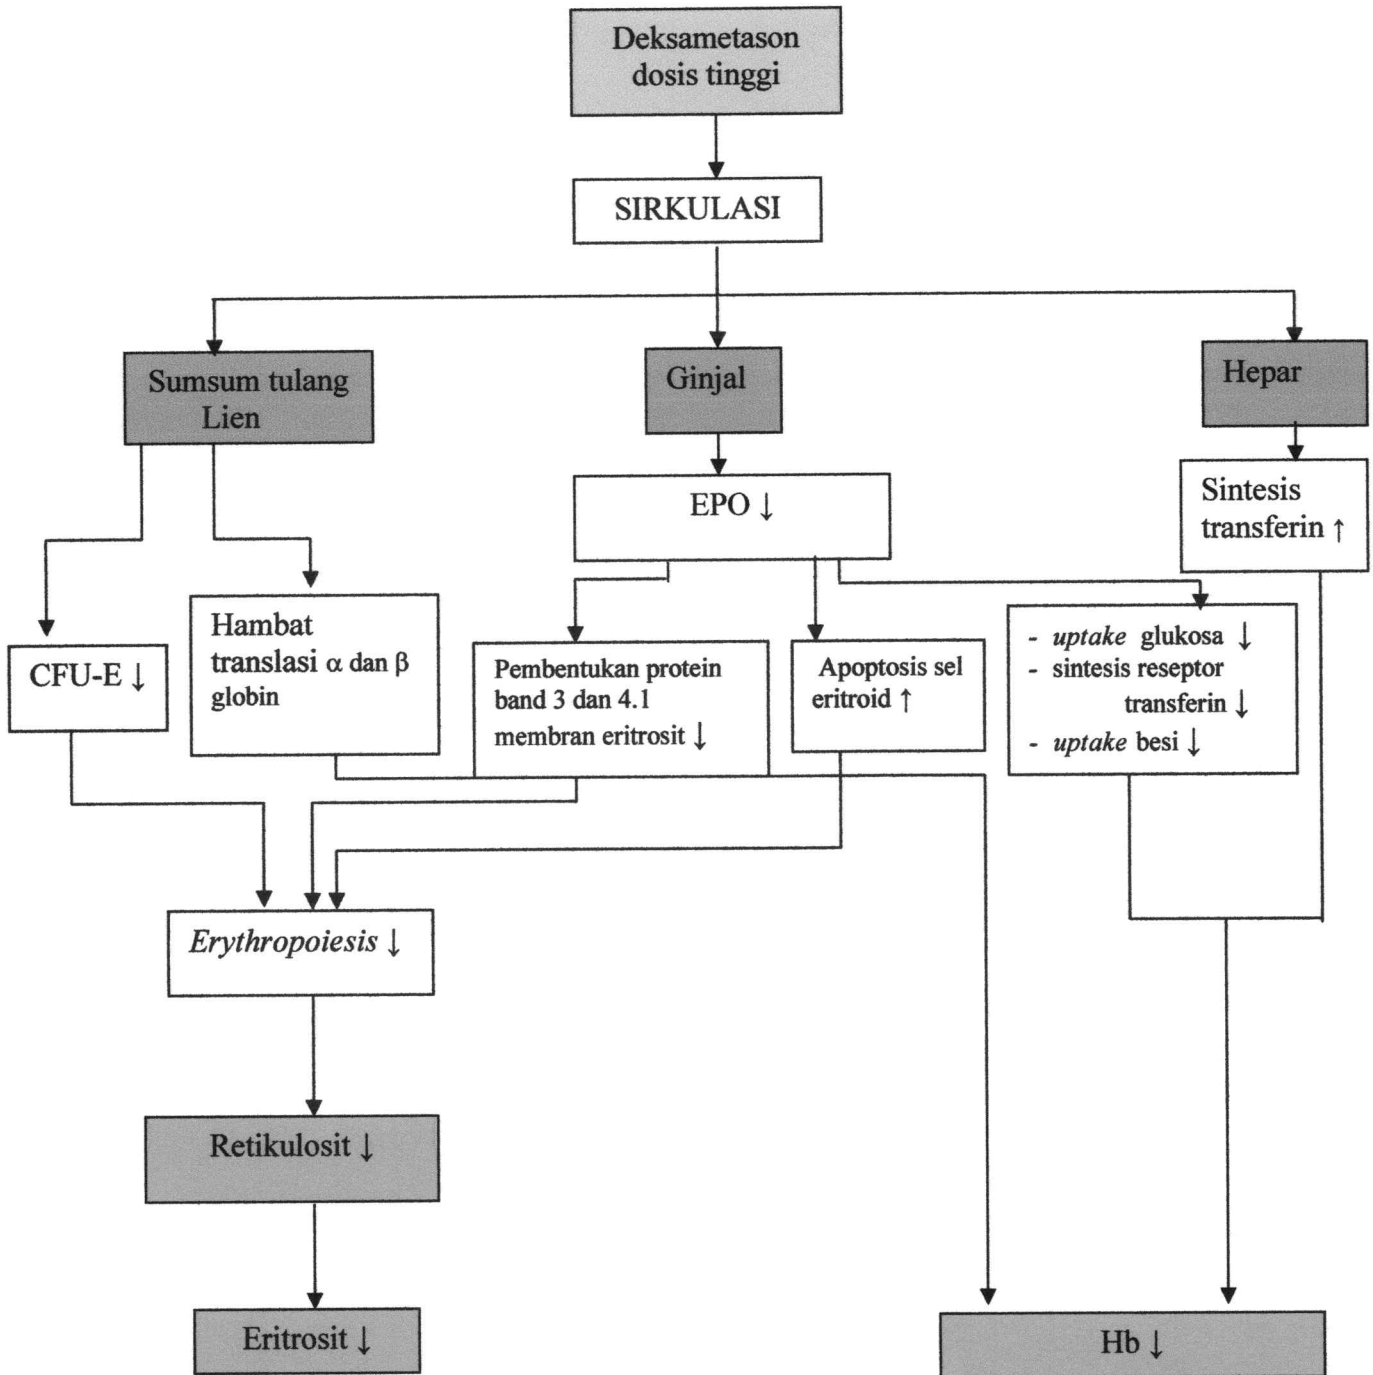 Deksametason
dosis tinggi
SIRKULASI
Sumsum tulang
Lien
Ginjal
Hepar
EPO ↓
Sintesis
transferin ↑
CFU-E ↓
Hambat
translasi α dan β
globin
Pembentukan protein
band 3 dan 4.1
membran eritrosit ↓
Apoptosis sel
eritroid ↑
- uptake glukosa ↓
- sintesis reseptor
transferin ↓
- uptake besi ↓
Erythropoiesis ↓
Retikulosit ↓
Eritrosit ↓
Hb ↓